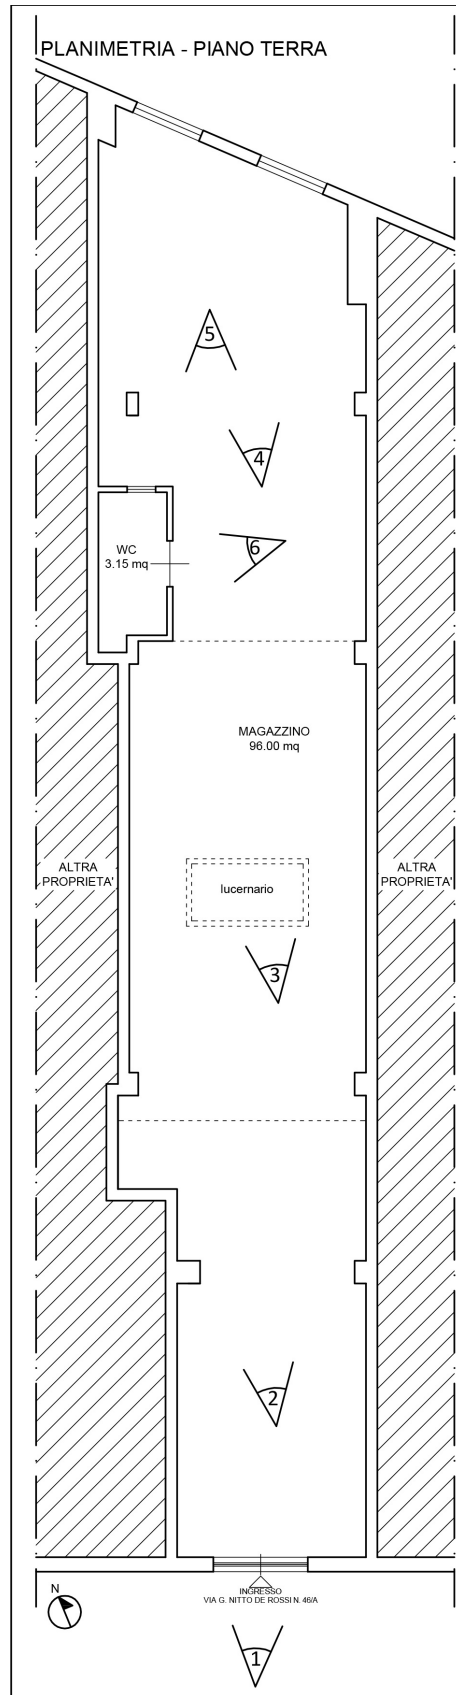 PLANIMETRIA - PIANO TERRA
5
4
WC
3.15 mq
6
MAGAZZINO
96.00 mq
ALTRA
PROPRIETA'
lucernario
ALTRA
PROPRIETA'
3
2
N
INGRESSO
VIA G. NITTO DE ROSSI N. 46/A
1